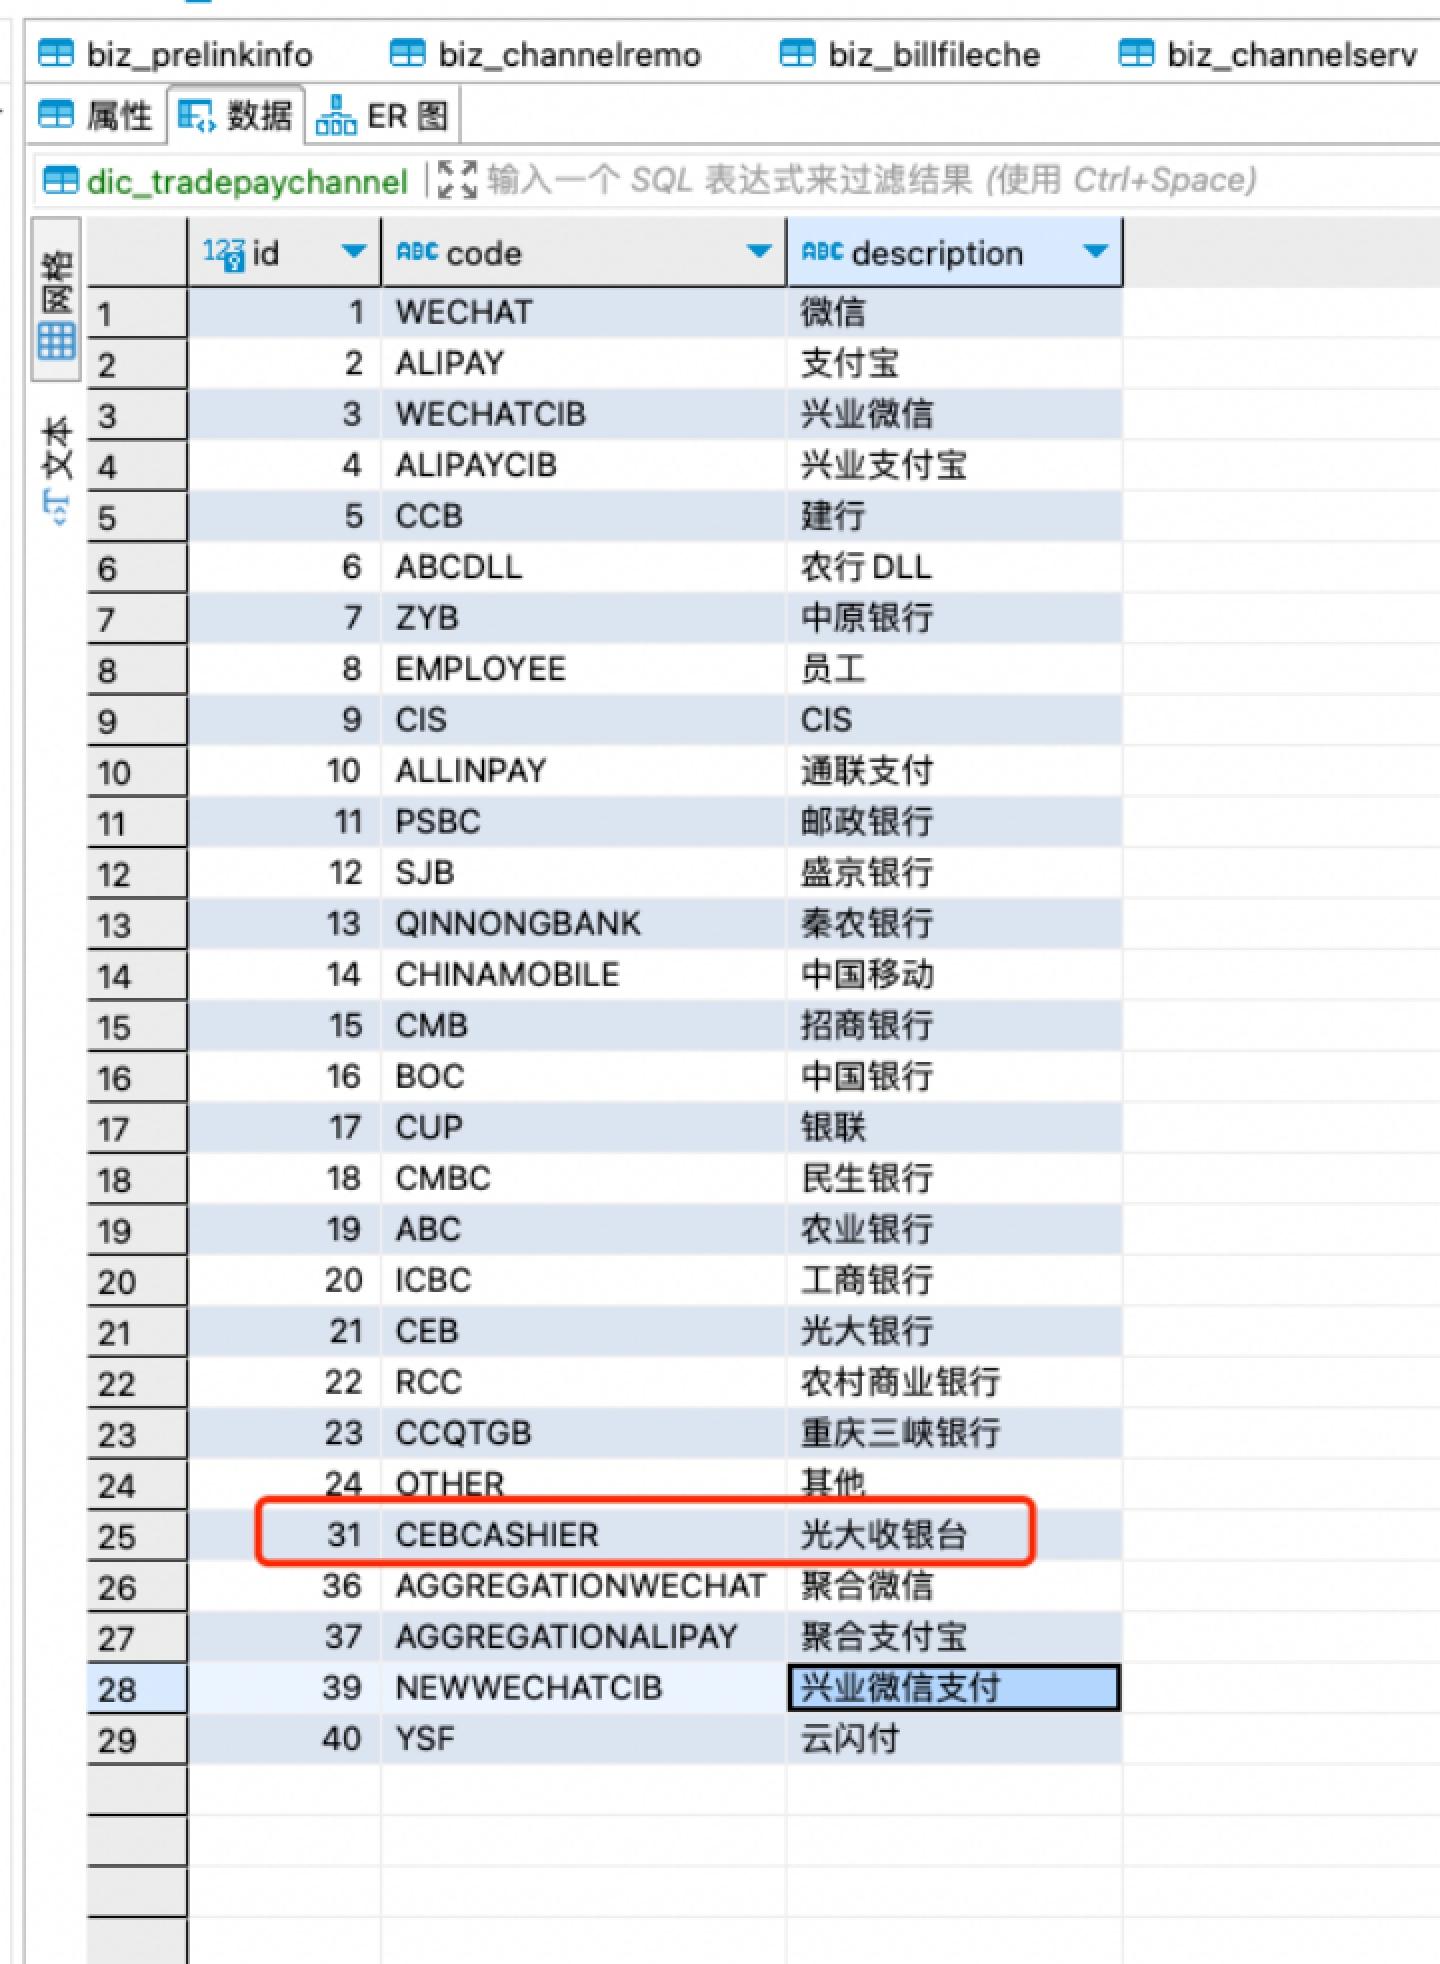 biz_prelinkinfo biz_channelremo biz_billfileche biz_channelserv
属性 数据 ER 图
dic_tradepaychannel 输入一个 SQL 表达式来过滤结果 (使用 Ctrl+Space)
网格
文本
123 id ABC code ABC description
1 1 WECHAT 微信
2 2 ALIPAY 支付宝
3 3 WECHATCIB 兴业微信
4 4 ALIPAYCIB 兴业支付宝
5 5 CCB 建行
6 6 ABCDLL 农行DLL
7 7 ZYB 中原银行
8 8 EMPLOYEE 员工
9 9 CIS CIS
10 10 ALLINPAY 通联支付
11 11 PSBC 邮政银行
12 12 SJB 盛京银行
13 13 QINNONGBANK 秦农银行
14 14 CHINAMOBILE 中国移动
15 15 CMB 招商银行
16 16 BOC 中国银行
17 17 CUP 银联
18 18 CMBC 民生银行
19 19 ABC 农业银行
20 20 ICBC 工商银行
21 21 CEB 光大银行
22 22 RCC 农村商业银行
23 23 CCQTGB 重庆三峡银行
24 24 OTHER 其他
25 31 CEBCASHIER 光大收银台
26 36 AGGREGATIONWECHAT 聚合微信
27 37 AGGREGATIONALIPAY 聚合支付宝
28 39 NEWWECHATCIB 兴业微信支付
29 40 YSF 云闪付